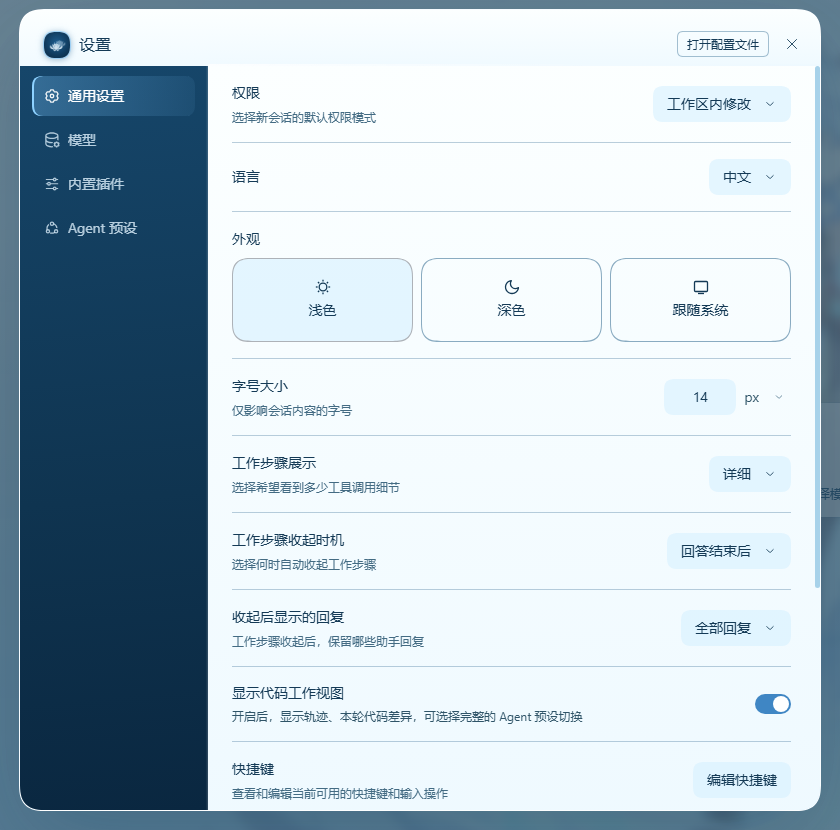 设置
打开配置文件
通用设置
模型
内置插件
Agent 预设
权限
选择新会话的默认权限模式
工作区内修改
语言
中文
外观
浅色
深色
跟随系统
字号大小
仅影响会话内容的字号
14 px
工作步骤展示
选择希望看到多少工具调用细节
详细
工作步骤收起时机
选择何时自动收起工作步骤
回答结束后
收起后显示的回复
工作步骤收起后，保留哪些助手回复
全部回复
显示代码工作视图
开启后，显示轨迹、本轮代码差异，可选择完整的 Agent 预设切换
快捷键
查看和编辑当前可用的快捷键和输入操作
编辑快捷键